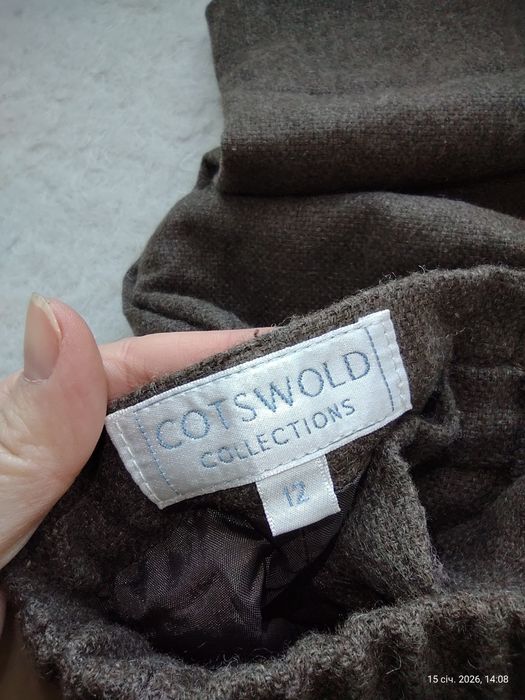 COTSWOLD
COLLECTIONS
12
15 січ. 2026, 14:08